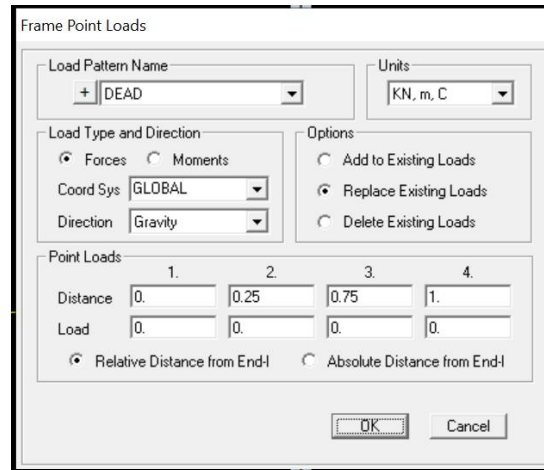 Frame Point Loads
Load Pattern Name
+ DEAD
Units
KN, m, C
Load Type and Direction
Forces Moments
Coord Sys GLOBAL
Direction Gravity
Options
Add to Existing Loads
Replace Existing Loads
Delete Existing Loads
Point Loads
1. 2. 3. 4.
Distance 0. 0.25 0.75 1.
Load 0. 0. 0. 0.
Relative Distance from End-I Absolute Distance from End-I
OK Cancel